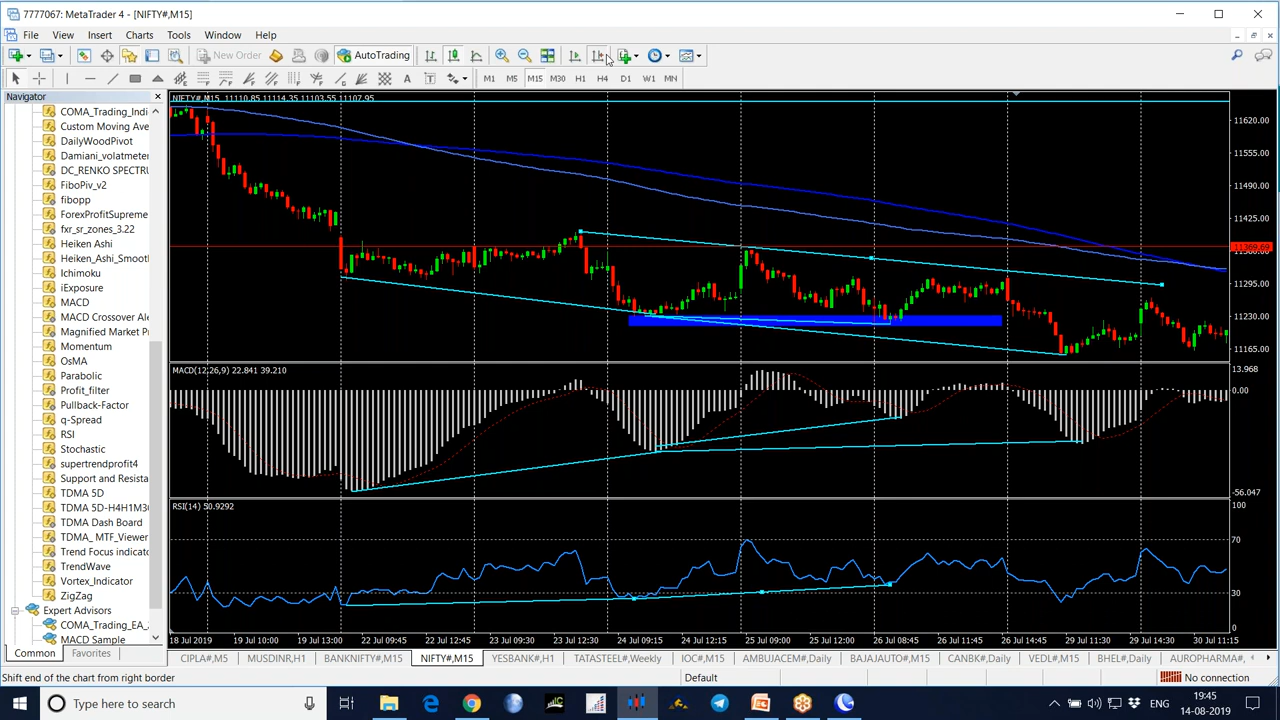 7777067: MetaTrader 4 - [NIFTY#,M15]
File View Insert Charts Tools Window Help
New Order AutoTrading
A T M1 M5 M15 M30 H1 H4 D1 W1 MN
Navigator
COMA_Trading_Indi
Custom Moving Ave
DailyWoodPivot
Damiani_volatmeter
DC_RENKO SPECTRU
FiboPiv_v2
fibopp
ForexProfitSupreme
fxr_sr_zones_3.22
Heiken Ashi
Heiken_Ashi_Smoot
Ichimoku
iExposure
MACD
MACD Crossover Ale
Magnified Market P
Momentum
OsMA
Parabolic
Profit_filter
Pullback-Factor
q-Spread
RSI
Stochastic
supertrendprofit4
Support and Resista
TDMA 5D
TDMA 5D-H4H1M30
TDMA Dash Board
TDMA_ MTF_Viewer
Trend Focus indicato
TrendWave
Vortex_Indicator
ZigZag
Expert Advisors
COMA_Trading_EA_
MACD Sample
Common Favorites
NIFTY#,M15 11110.85 11114.35 11103.55 11107.95
11620.00
11555.00
11490.00
11425.00
11369.69
11295.00
11230.00
11165.00
MACD(12,26,9) 22.841 39.210
13.968
0.00
-56.047
RSI(14) 50.9292
100
70
30
0
18 Jul 2019 19 Jul 10:00 19 Jul 13:00 22 Jul 09:45 22 Jul 12:45 23 Jul 09:30 23 Jul 12:30 24 Jul 09:15 24 Jul 12:15 25 Jul 09:00 25 Jul 12:00 26 Jul 08:45 26 Jul 11:45 26 Jul 14:45 29 Jul 11:30 29 Jul 14:30 30 Jul 11:15
CIPLA#,M5 MUSDINR,H1 BANKNIFTY#,M15 NIFTY#,M15 YESBANK#,H1 TATASTEEL#,Weekly IOC#,M15 AMBUJACEM#,Daily BAJAJAUTO#,M15 CANBK#,Daily VEDL#,M15 BHEL#,Daily AUROPHARMA#,
Shift end of the chart from right border Default No connection
Type here to search
19:45
14-08-2019